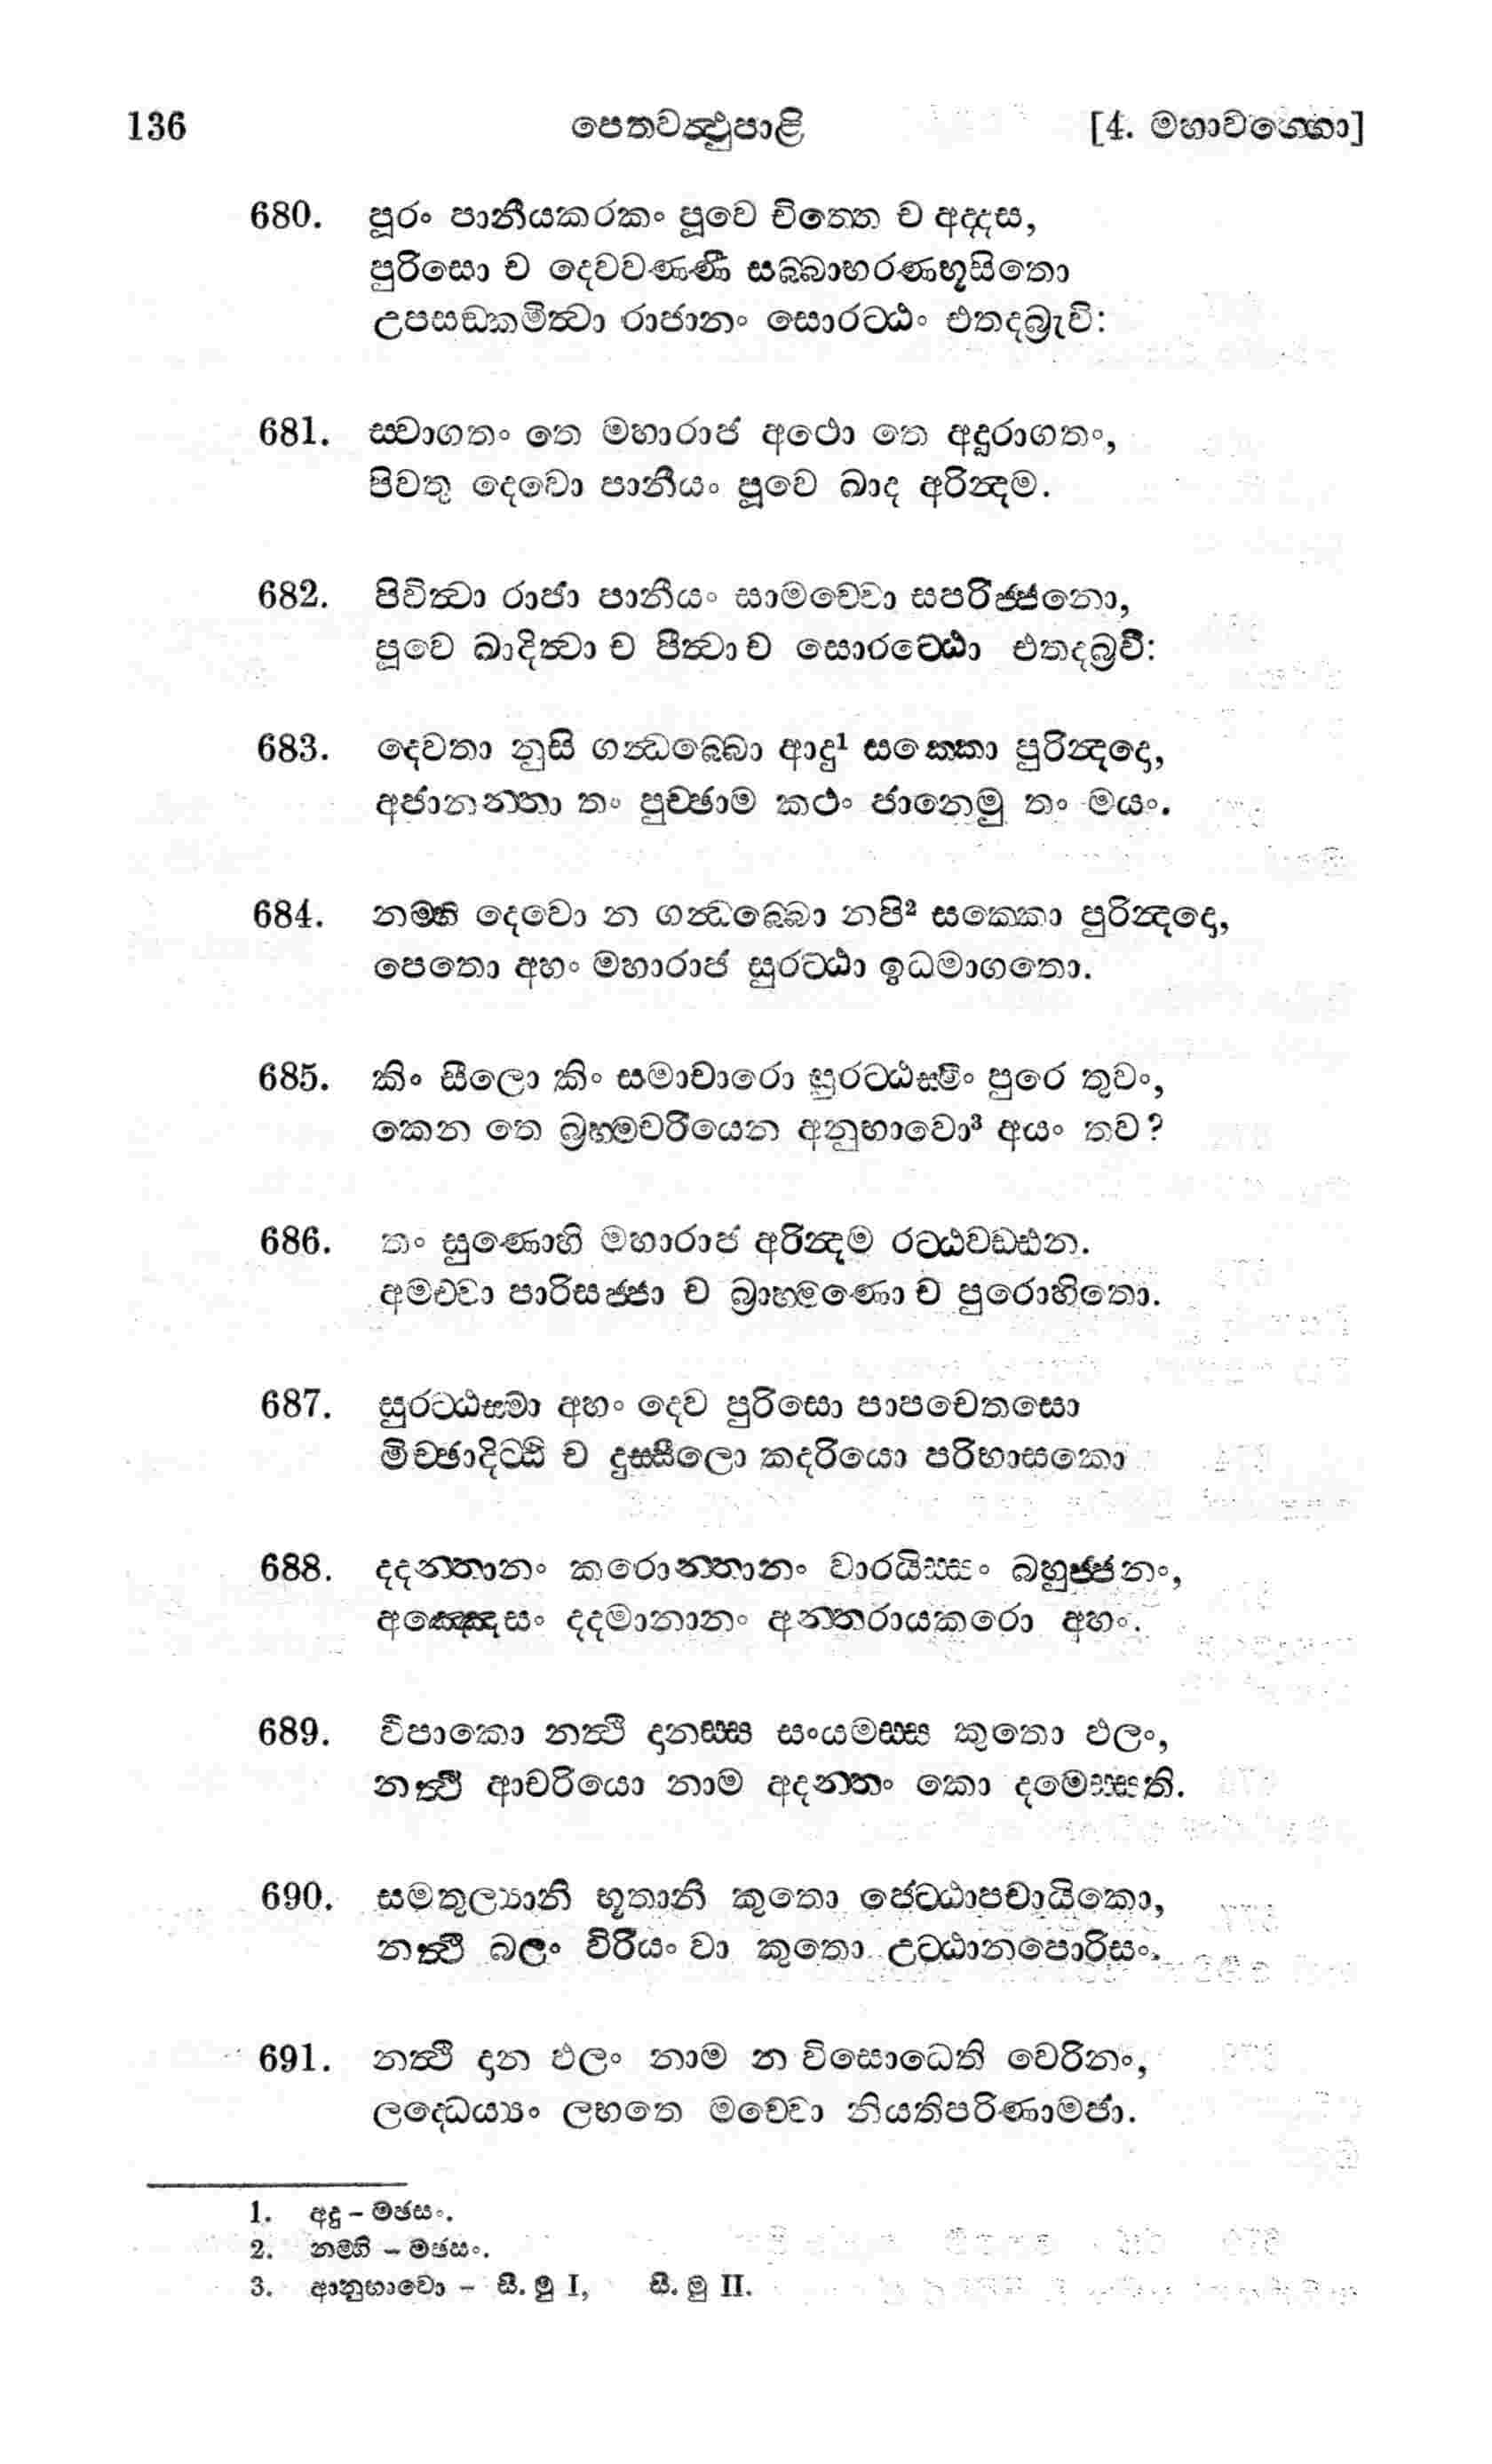 136 පෙතවත්‍ථුපාළි [4. මහාවග්ගො]
680. පූරං පානීයකරකං පූවෙ චිත්තෙ ච අද්දස,
පුරිසො ච දෙවවණ්ණී සබ්බාභරණභූසිතො
උපසඞ්කමිත්‍වා රාජානං සොරට්ඨං එතදබ්‍රැවි:
681. ස්වාගතං තෙ මහාරාජ අථො තෙ අදුරාගතං,
පිවතු දෙවො පානීයං පූවෙ ඛාද අරින්‍දම.
682. පිවිත්‍වා රාජා පානීයං සාමච්චො සපරිජ්ජනො,
පූවෙ ඛාදිත්‍වා ච පීත්‍වා ච සොරට්ඨො එතදබ්‍රවී:
683. දෙවතා නුසි ගන්‍ධබ්බො ආදු¹ සක්කො පුරින්‍දදො,
අජානන්තා තං පුච්ඡාම කථං ජානෙමු තං මයං.
684. නම්හි දෙවො න ගන්‍ධබ්බො නපි² සක්කො පුරින්‍දදො,
පෙතො අහං මහාරාජ සුරට්ඨා ඉධමාගතො.
685. කිං සීලො කිං සමාචාරො සුරට්ඨස්මිං පුරෙ තුවං,
කෙන තෙ බ්‍රහ්මචරියෙන අනුභාවො³ අයං තව?
686. තං සුණොහි මහාරාජ අරින්‍දම රට්ඨවඩ්ඪන.
අමච්චා පාරිසජ්ජා ච බ්‍රාහ්මණො ච පුරොහිතො.
687. සුරට්ඨස්මා අහං දෙව පුරිසො පාපචෙතසො
මිච්ඡාදිට්ඨි ච දුස්සීලො කදරියො පරිභාසකො
688. දදන්තානං කරොන්තානං වාරයිස්සං බහුජ්ජනං,
අඤ්ඤෙසං දදමානානං අන්තරායකරො අහං.
689. විපාකො නත්‍ථි දානස්ස සංයමස්ස කුතො ඵලං,
නත්‍ථි ආචරියො නාම අදන්තං කො දමෙස්සති.
690. සමතුල්‍යානි භූතානි කුතො ජෙට්ඨාපචායිකො,
නත්‍ථි බලං විරියං වා කුතො උට්ඨානපොරිසං.
691. නත්‍ථි දාන ඵලං නාම න විසොධෙති වෙරිනං,
ලද්ධෙය්‍යං ලභතෙ මච්චො නියතිපරිණාමජා.
1. අදු – මඡසං.
2. නම්හි – මඡසං.
3. ආනුභාවො – සී. මු I, සී. මු II.